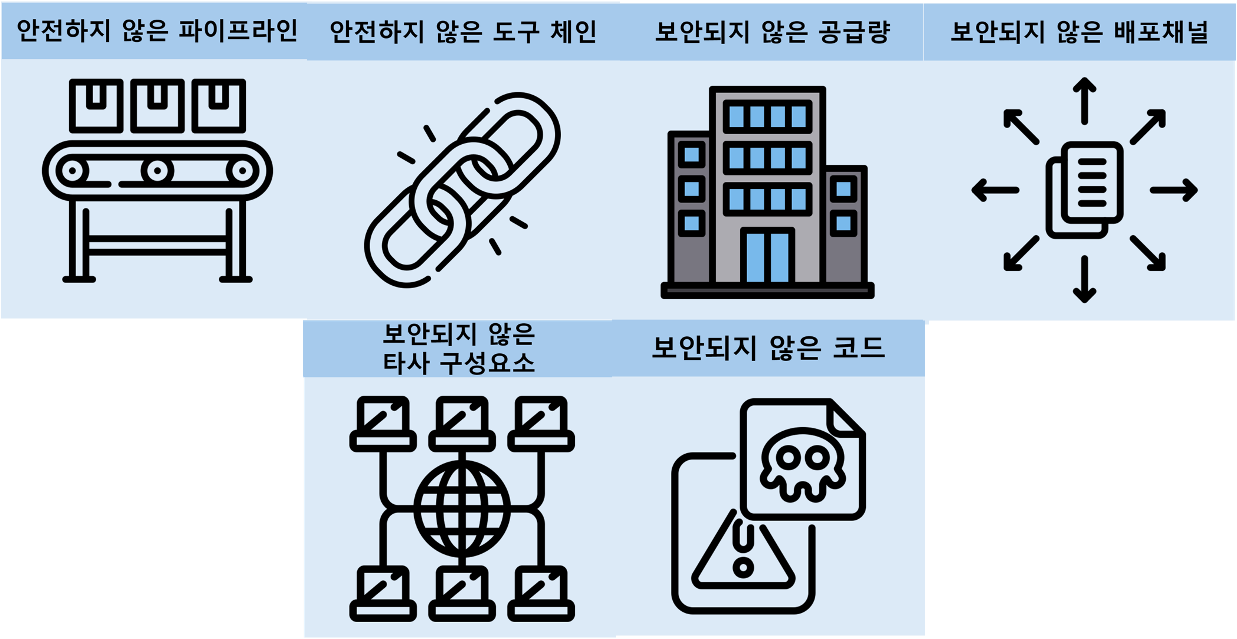 안전하지 않은 파이프라인
안전하지 않은 도구 체인
보안되지 않은 공급량
보안되지 않은 배포채널
보안되지 않은
타사 구성요소
보안되지 않은 코드